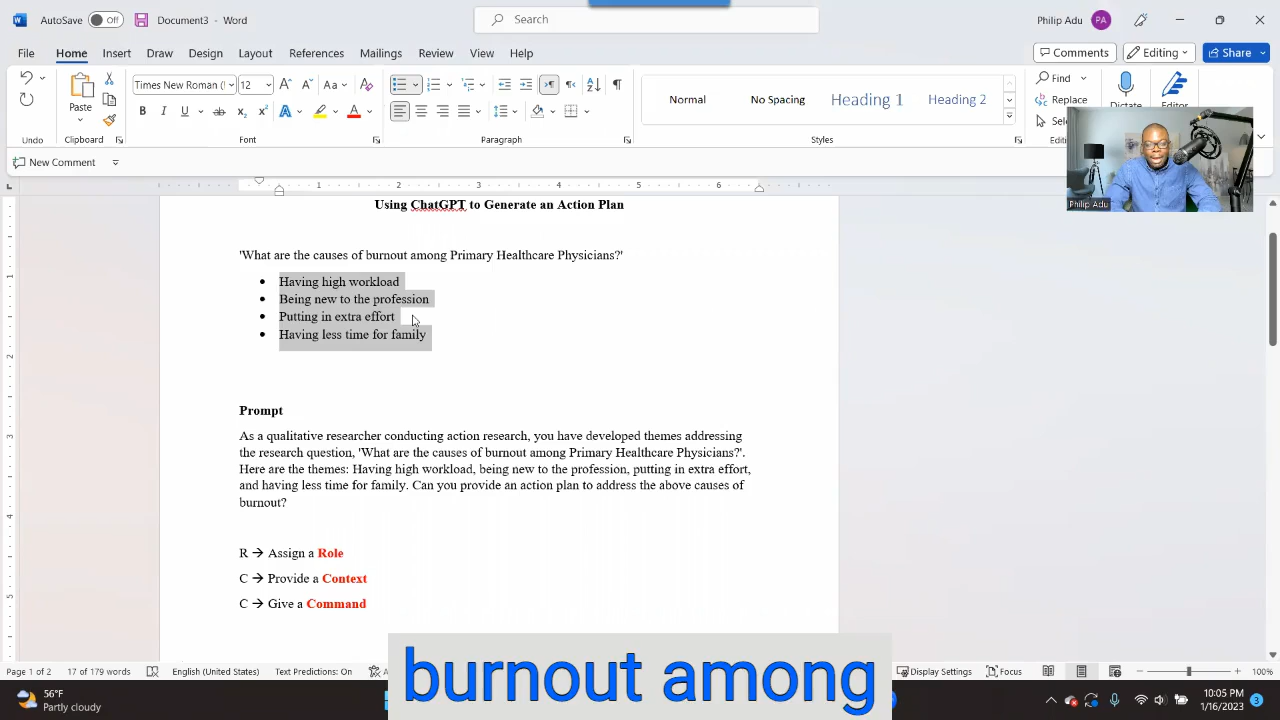 AutoSave Off Document3 - Word Search Philip Adu PA
File Home Insert Draw Design Layout References Mailings Review View Help Comments Editing Share
Paste Times New Roman ( 12 Aa Normal No Spacing Heading 1 Heading 2 Find Replace Dictate
Undo Clipboard Font Paragraph Styles
New Comment
Philip Adu
1 2 3 4 5 6
Using ChatGPT to Generate an Action Plan
'What are the causes of burnout among Primary Healthcare Physicians?'
• Having high workload
• Being new to the profession
• Putting in extra effort
• Having less time for family
Prompt
As a qualitative researcher conducting action research, you have developed themes addressing
the research question, 'What are the causes of burnout among Primary Healthcare Physicians?'.
Here are the themes: Having high workload, being new to the profession, putting in extra effort,
and having less time for family. Can you provide an action plan to address the above causes of
burnout?
R → Assign a Role
C → Provide a Context
C → Give a Command
burnout among
Page 1 of 2 17 of 179 words English (United States) Text Predictions: On Display Settings Focus 100%
56°F
Partly cloudy
10:05 PM
1/16/2023